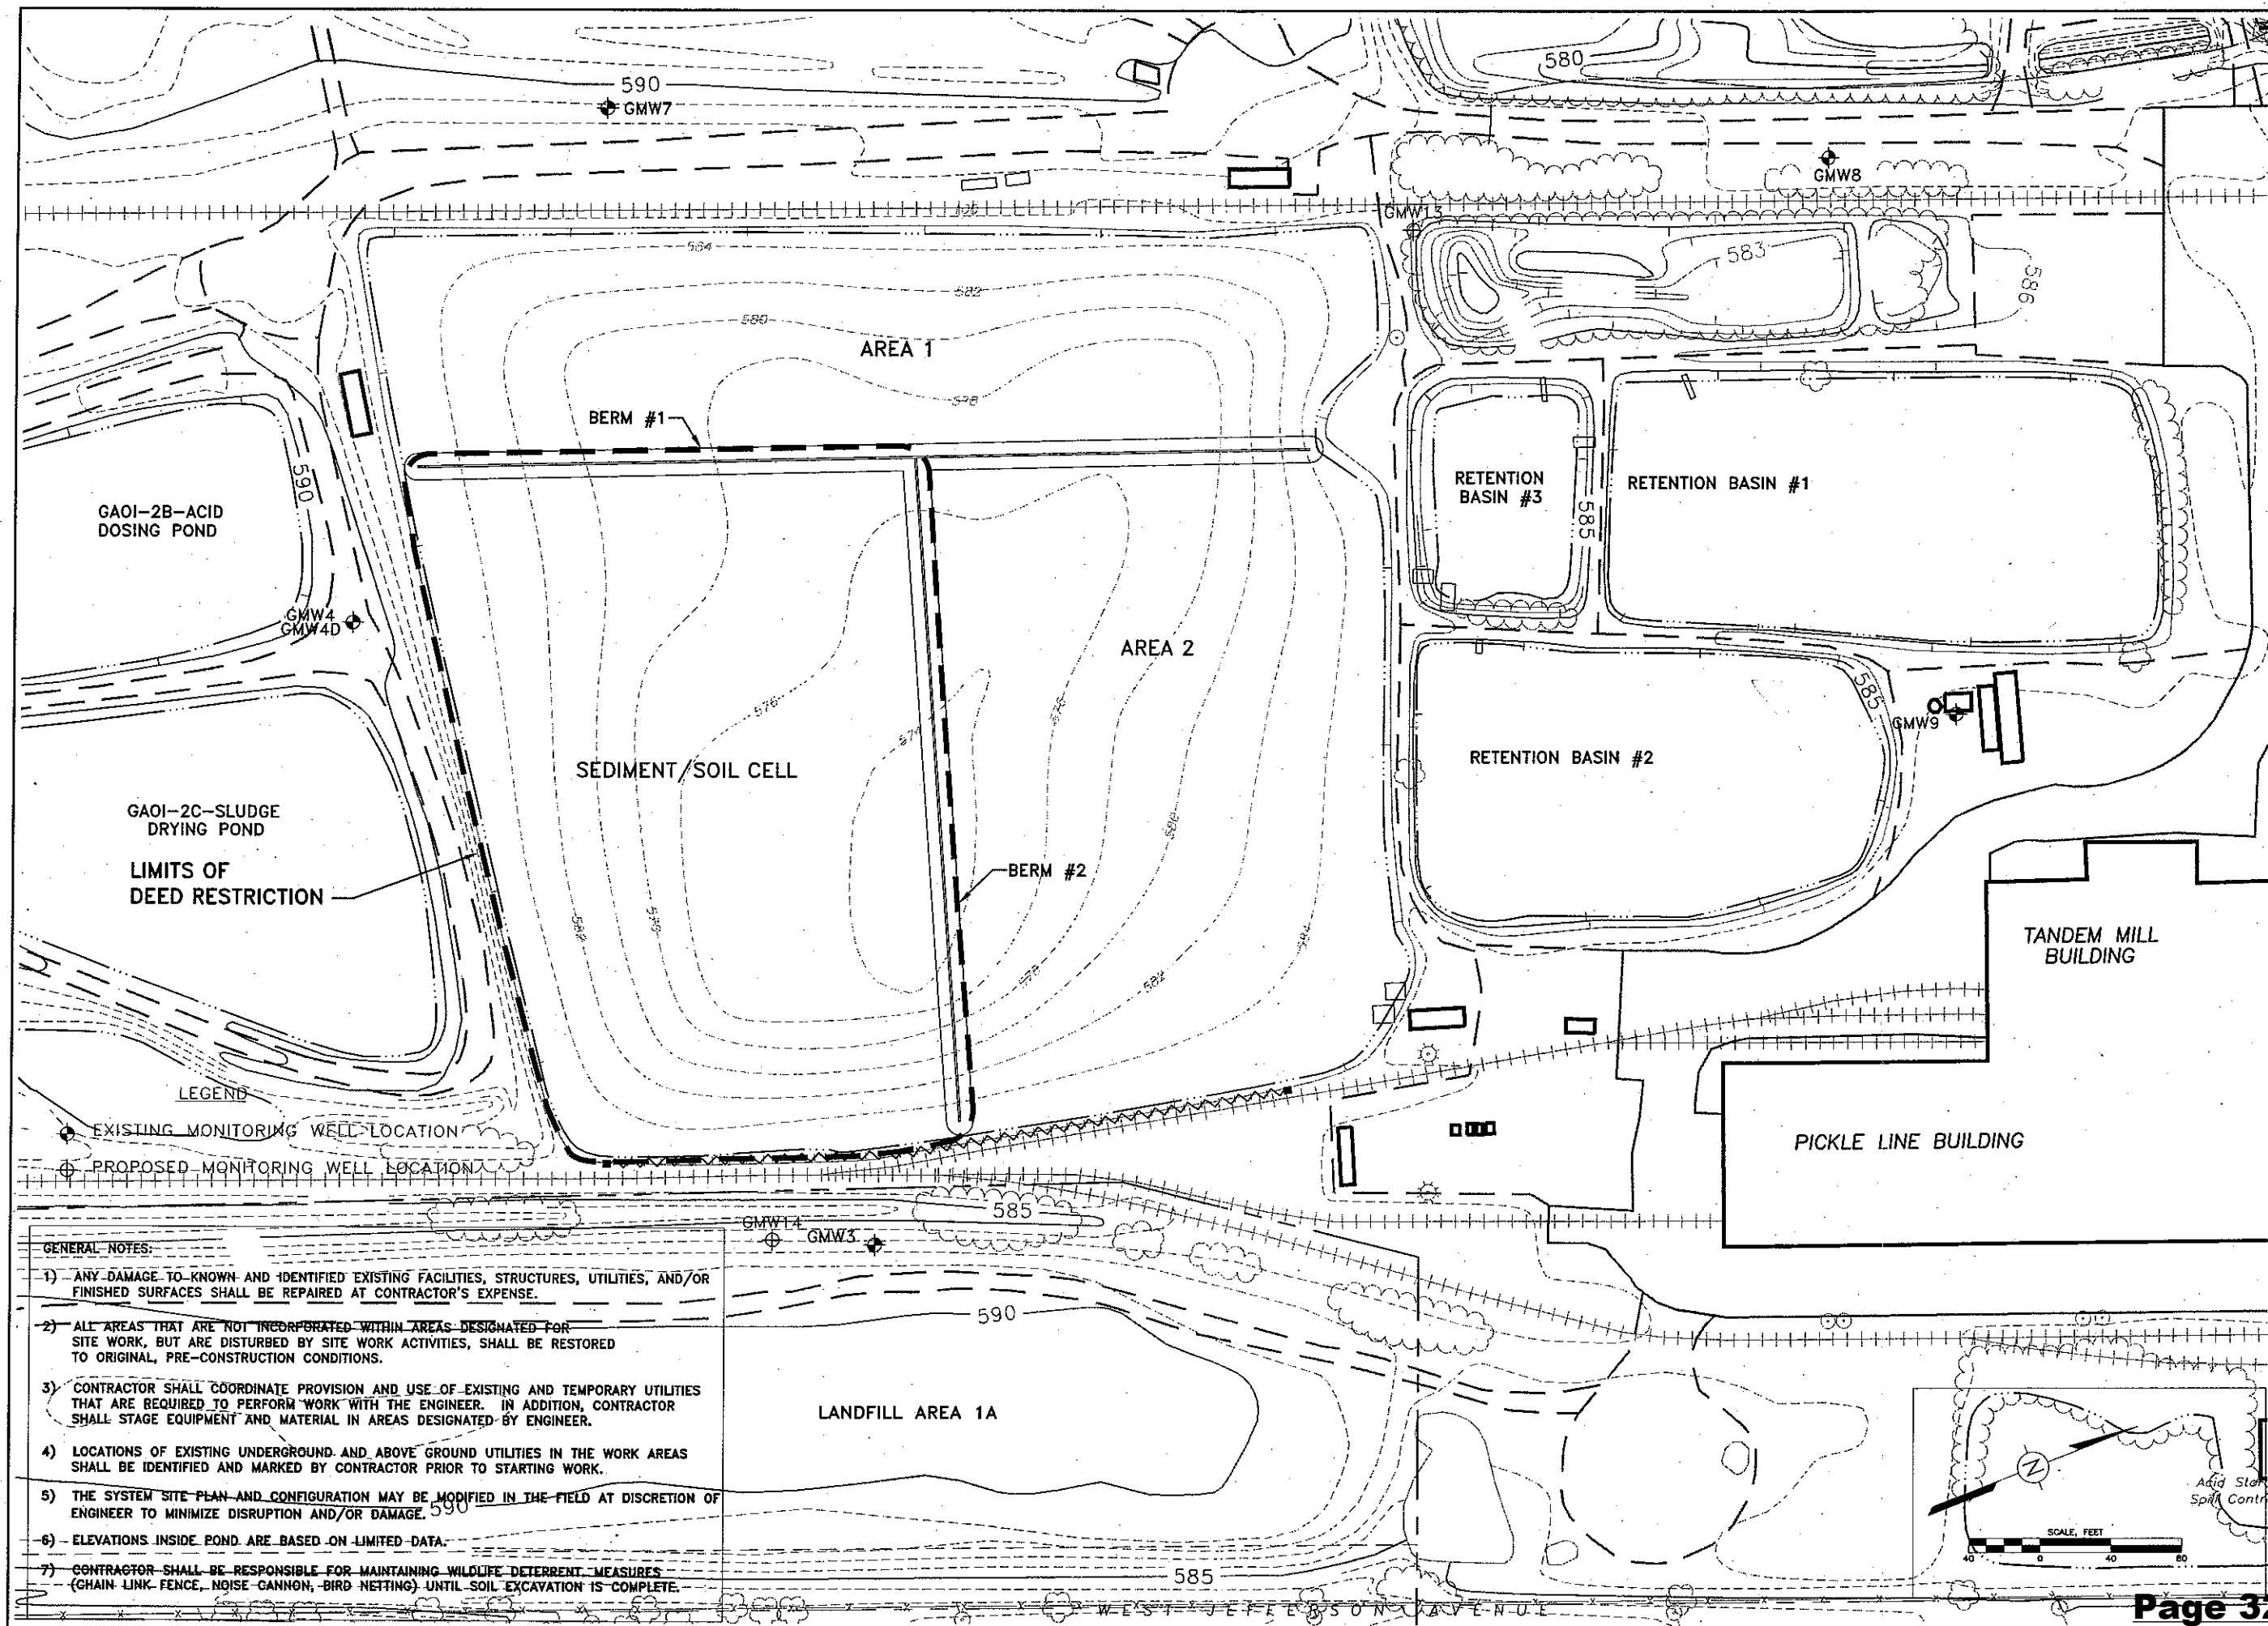 590
GMW7
580
GMW8
GMW13
584
582
580
583
586
AREA 1
578
BERM #1
590
GAOI-2B-ACID
DOSING POND
RETENTION
BASIN #3
585
RETENTION BASIN #1
GMW4
GMW4D
AREA 2
576
576
574
585
GMW9
SEDIMENT/SOIL CELL
RETENTION BASIN #2
GAOI-2C-SLUDGE
DRYING POND
580
LIMITS OF
DEED RESTRICTION
BERM #2
582
578
584
578
582
TANDEM MILL
BUILDING
LEGEND
EXISTING MONITORING WELL LOCATION
PROPOSED MONITORING WELL LOCATION
PICKLE LINE BUILDING
585
GMW14
GMW3
GENERAL NOTES:
1) ANY DAMAGE TO KNOWN AND IDENTIFIED EXISTING FACILITIES, STRUCTURES, UTILITIES, AND/OR
FINISHED SURFACES SHALL BE REPAIRED AT CONTRACTOR'S EXPENSE.
590
2) ALL AREAS THAT ARE NOT INCORPORATED WITHIN AREAS DESIGNATED FOR
SITE WORK, BUT ARE DISTURBED BY SITE WORK ACTIVITIES, SHALL BE RESTORED
TO ORIGINAL, PRE-CONSTRUCTION CONDITIONS.
3) CONTRACTOR SHALL COORDINATE PROVISION AND USE OF EXISTING AND TEMPORARY UTILITIES
THAT ARE REQUIRED TO PERFORM WORK WITH THE ENGINEER. IN ADDITION, CONTRACTOR
SHALL STAGE EQUIPMENT AND MATERIAL IN AREAS DESIGNATED BY ENGINEER.
LANDFILL AREA 1A
4) LOCATIONS OF EXISTING UNDERGROUND AND ABOVE GROUND UTILITIES IN THE WORK AREAS
SHALL BE IDENTIFIED AND MARKED BY CONTRACTOR PRIOR TO STARTING WORK.
5) THE SYSTEM SITE PLAN AND CONFIGURATION MAY BE MODIFIED IN THE FIELD AT DISCRETION OF
ENGINEER TO MINIMIZE DISRUPTION AND/OR DAMAGE.
590
6) ELEVATIONS INSIDE POND ARE BASED ON LIMITED DATA.
7) CONTRACTOR SHALL BE RESPONSIBLE FOR MAINTAINING WILDLIFE DETERRENT MEASURES
(CHAIN LINK FENCE, NOISE CANNON, BIRD NETTING) UNTIL SOIL EXCAVATION IS COMPLETE.
585
WEST JEFFERSON AVENUE
N
Acid
Spill
SCALE, FEET
40 0 40 80
Page 32